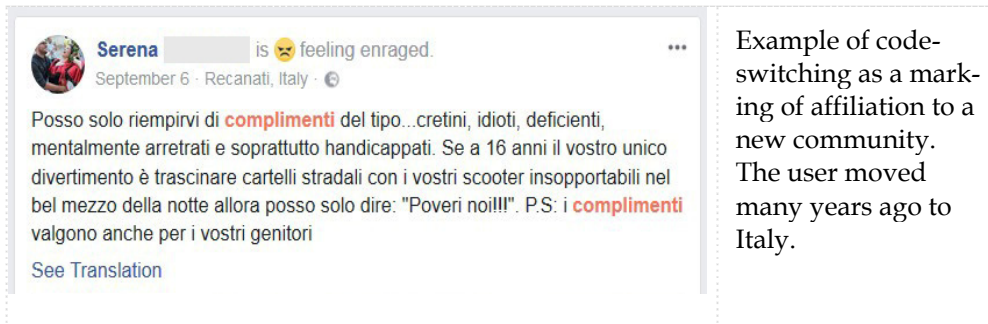 Serena is feeling enraged.
September 6 · Recanati, Italy ·
Posso solo riempirvi di complimenti del tipo...cretini, idioti, deficienti,
mentalmente arretrati e soprattutto handicappati. Se a 16 anni il vostro unico
divertimento è trascinare cartelli stradali con i vostri scooter insopportabili nel
bel mezzo della notte allora posso solo dire: "Poveri noi!!!". P.S: i complimenti
valgono anche per i vostri genitori
See Translation
Example of code-
switching as a mark-
ing of affiliation to a
new community.
The user moved
many years ago to
Italy.